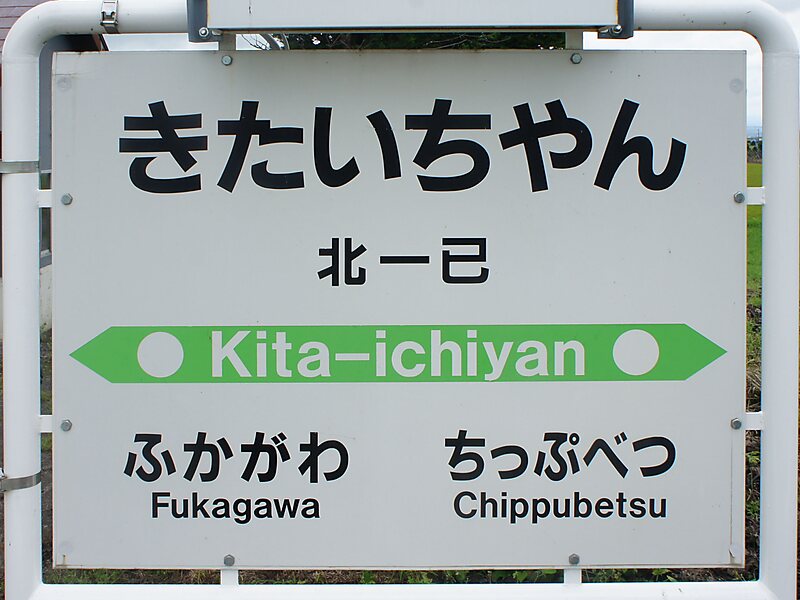 きたいちやん
北一已
Kita-ichiyan
ふかがわ ちっぷべつ
Fukagawa Chippubetsu